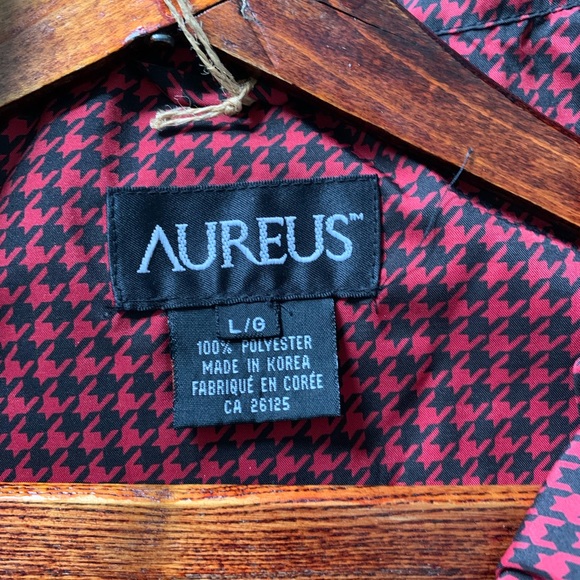 AUREUS™
L/G
100% POLYESTER
MADE IN KOREA
FABRIQUÉ EN CORÉE
CA 26125